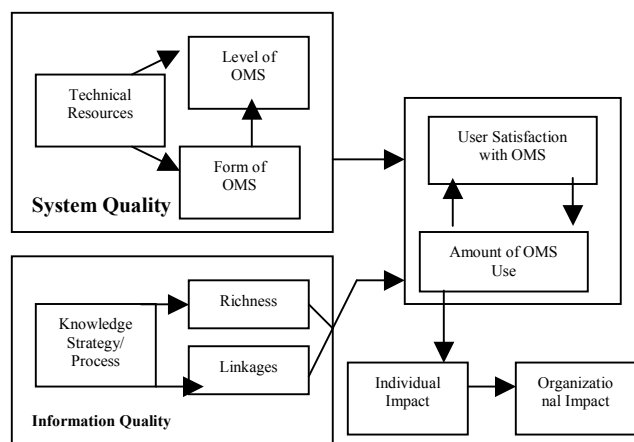 Level of
OMS
Technical
Resources
Form of
OMS
System Quality
User Satisfaction
with OMS
Amount of OMS
Use
Richness
Knowledge
Strategy/
Process
Linkages
Information Quality
Individual
Impact
Organizatio
nal Impact